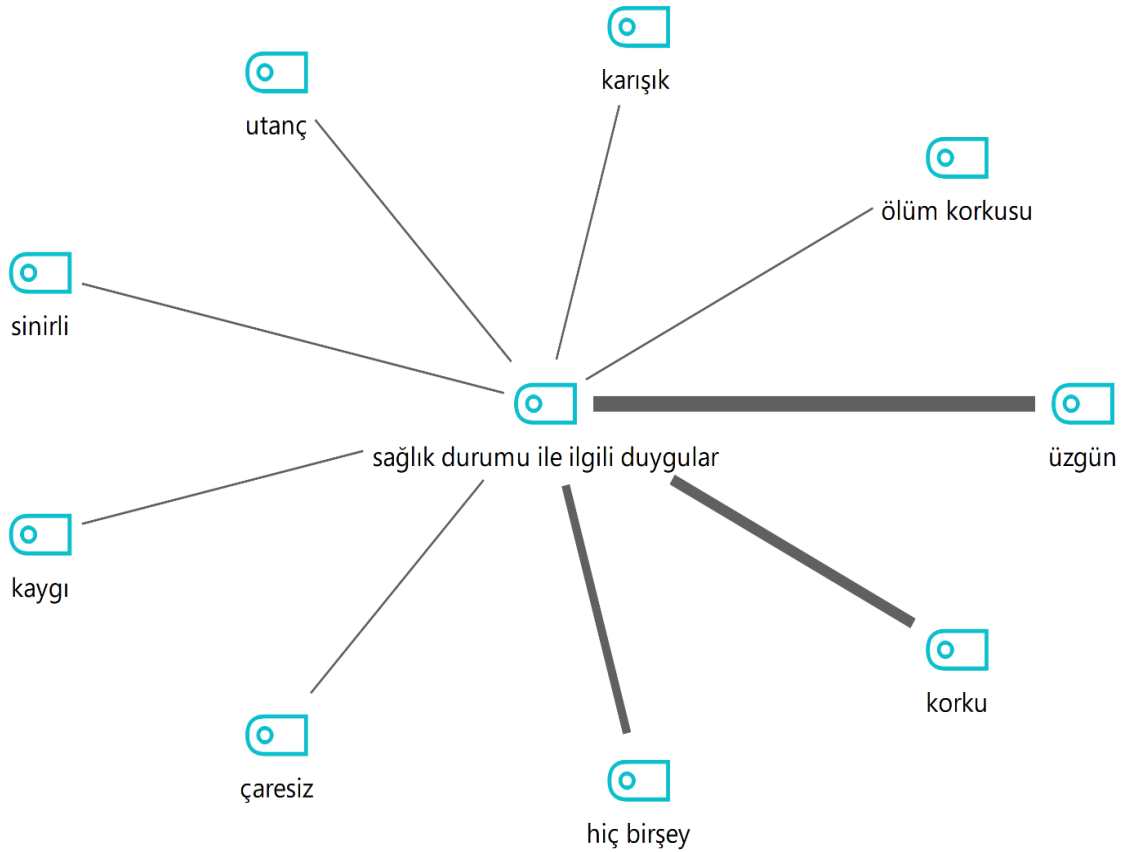 karışık
utanç
ölüm korkusu
sinirli
sağlık durumu ile ilgili duygular
üzgün
kaygı
korku
çaresiz
hiç birşey